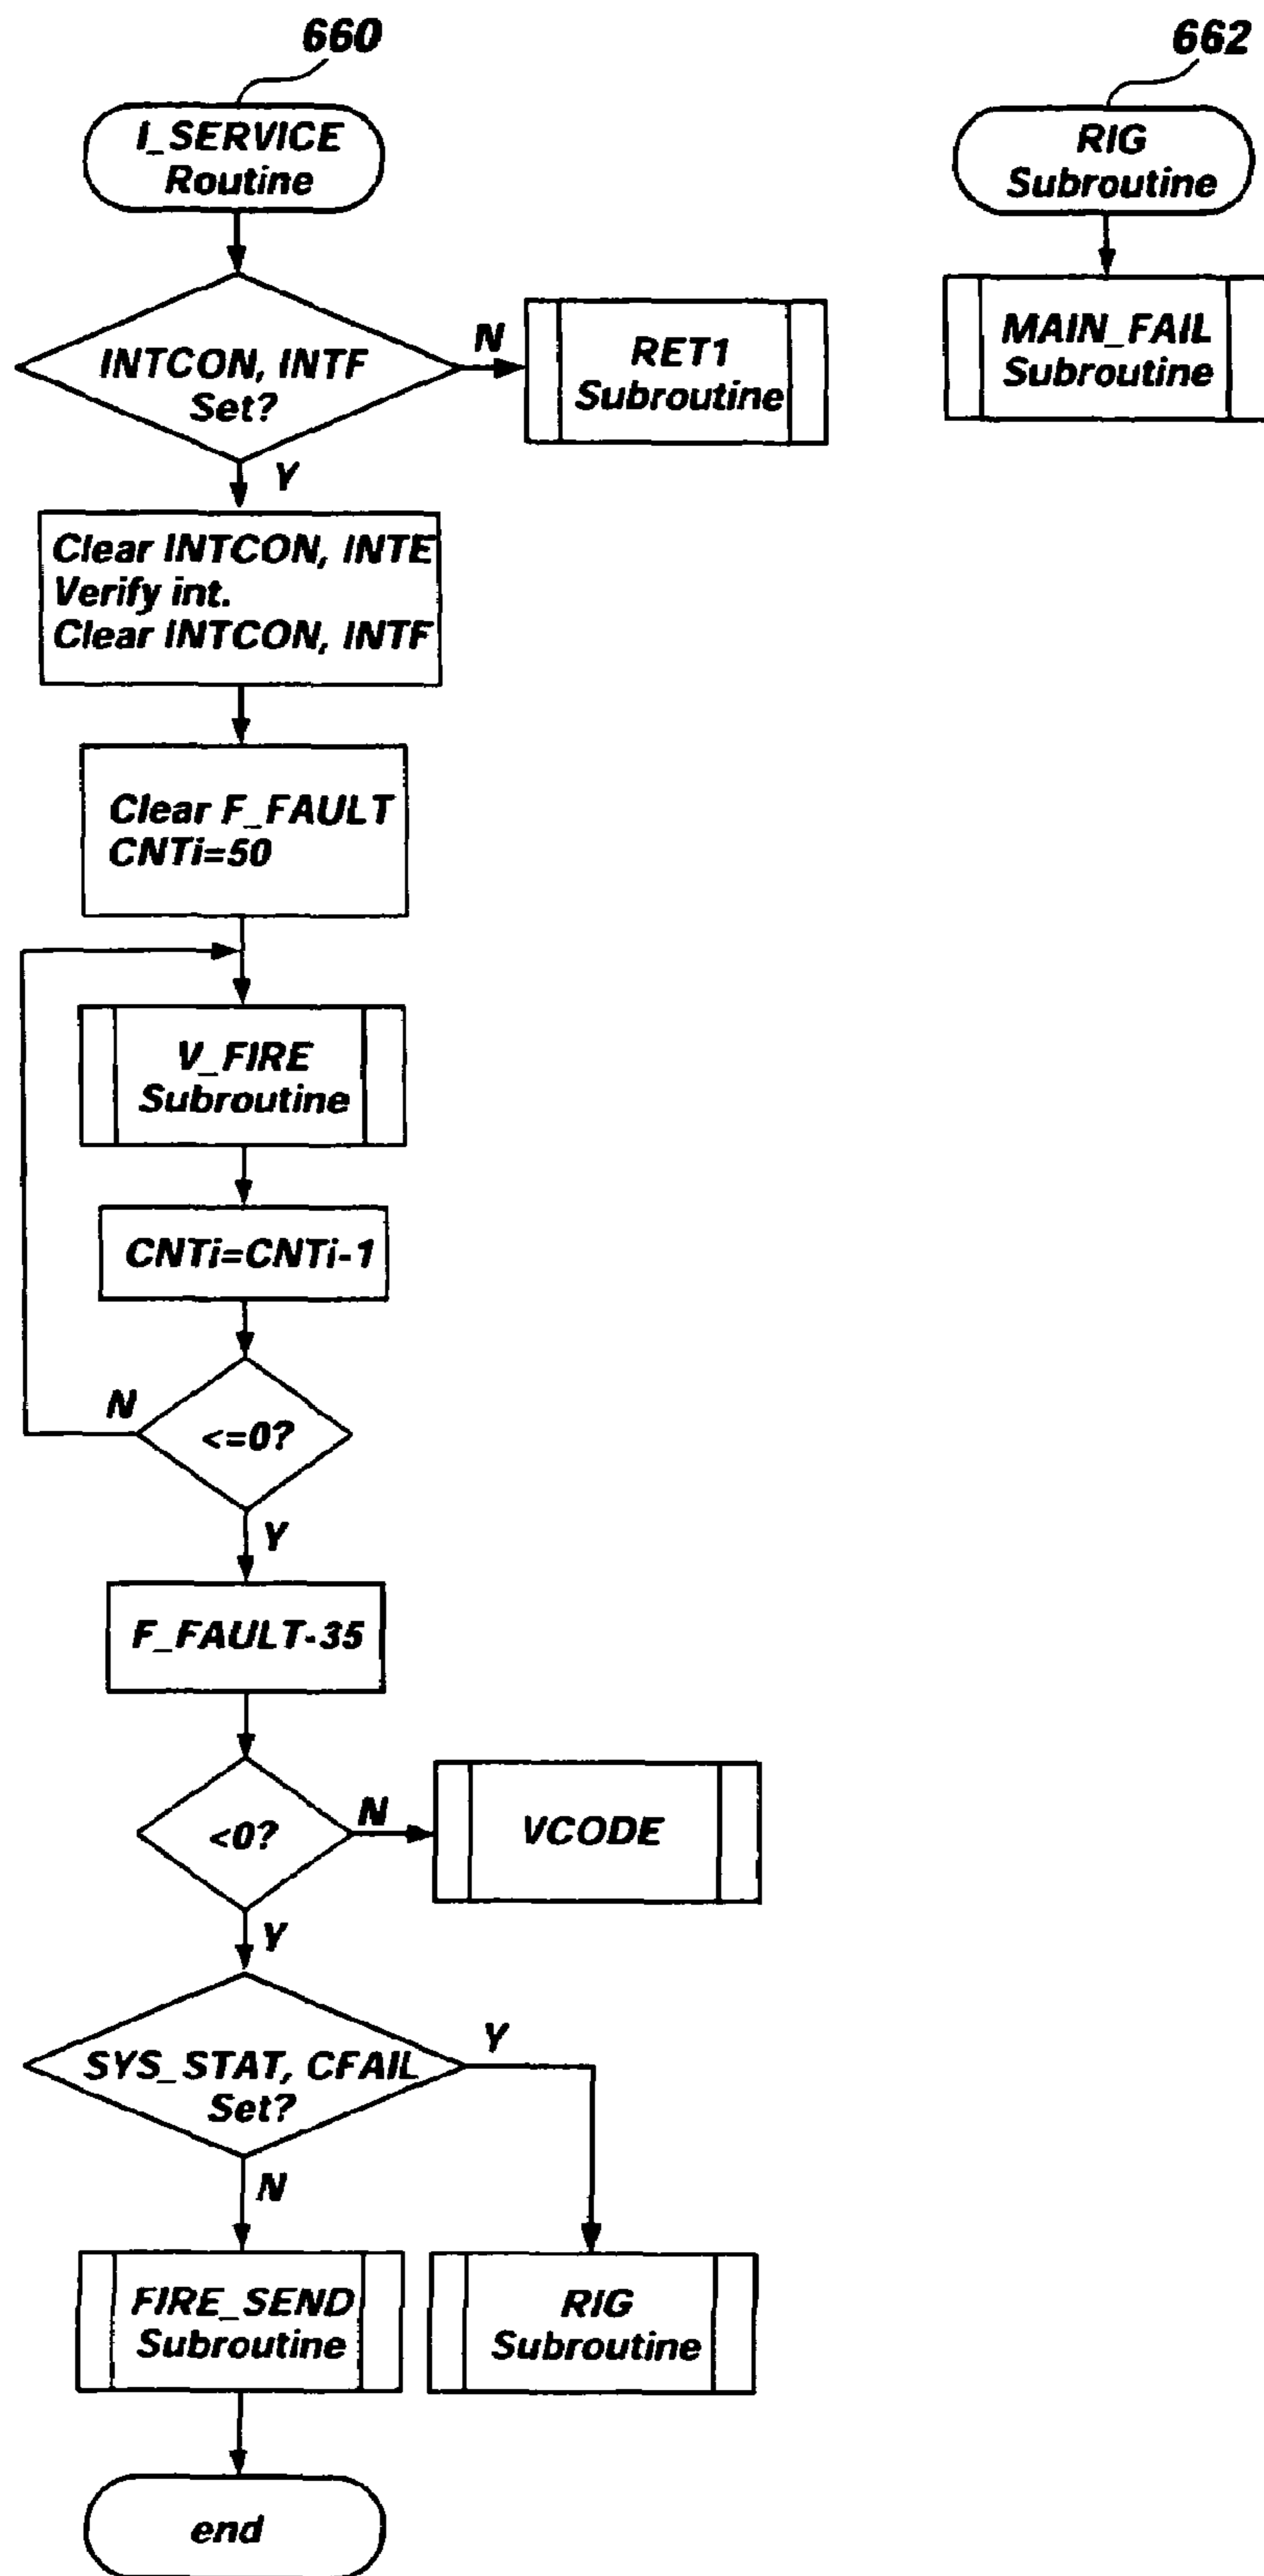 660
I_SERVICE
Routine
INTCON, INTF
Set?
N
RET1
Subroutine
Y
Clear INTCON, INTE
Verify int.
Clear INTCON, INTF
Clear F_FAULT
CNTi=50
V_FIRE
Subroutine
CNTi=CNTi-1
N
<=0?
Y
F_FAULT-35
<0?
N
VCODE
Y
SYS_STAT, CFAIL
Set?
Y
N
FIRE_SEND
Subroutine
RIG
Subroutine
end
662
RIG
Subroutine
MAIN_FAIL
Subroutine